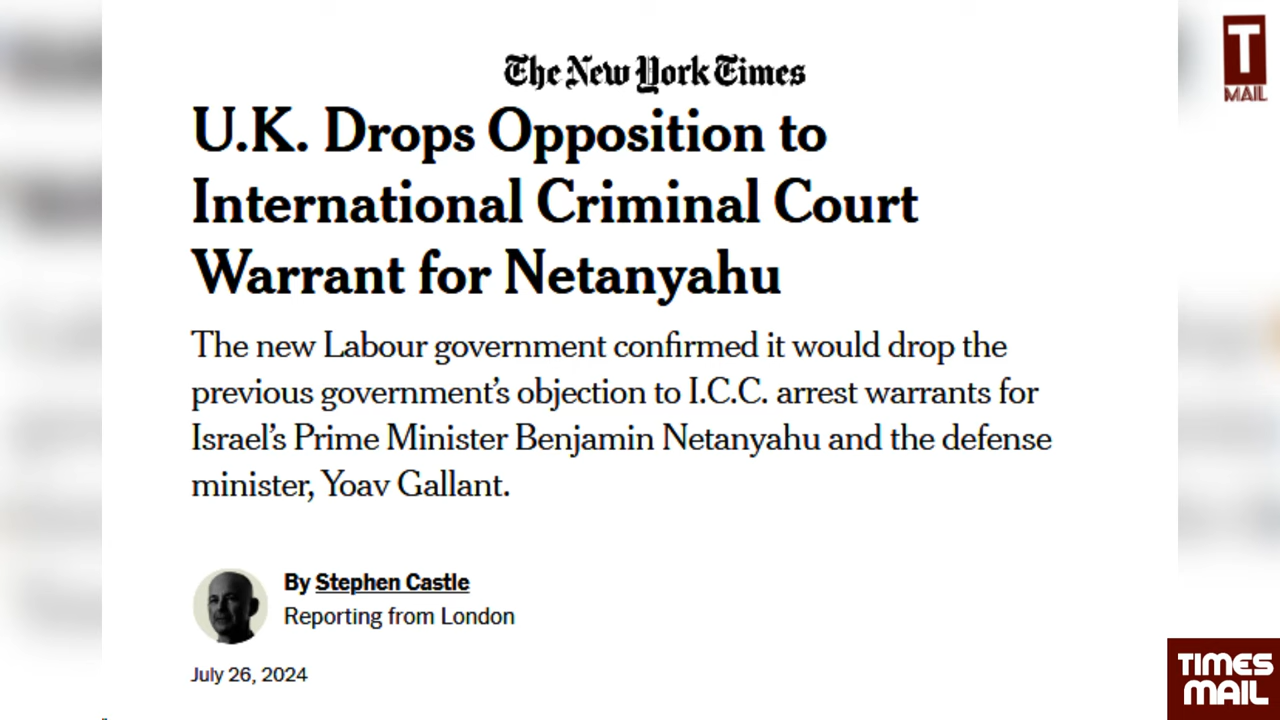 The New York Times
T
MAIL
U.K. Drops Opposition to
International Criminal Court
Warrant for Netanyahu
The new Labour government confirmed it would drop the
previous government’s objection to I.C.C. arrest warrants for
Israel’s Prime Minister Benjamin Netanyahu and the defense
minister, Yoav Gallant.
By Stephen Castle
Reporting from London
July 26, 2024
TIMES
MAIL